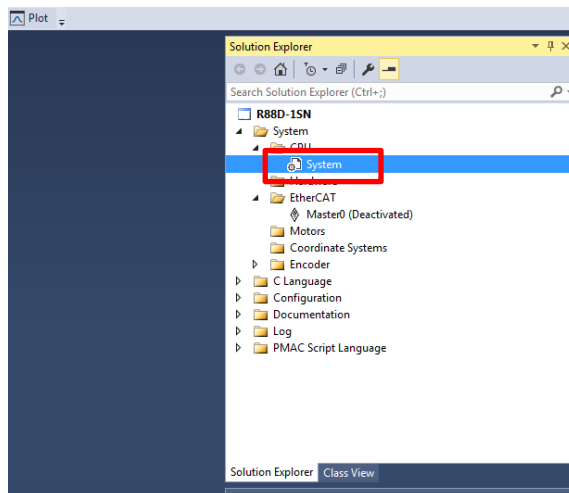 Plot
Solution Explorer
Search Solution Explorer (Ctrl+;)
R88D-1SN
System
CPU
System
Hardware
EtherCAT
Master0 (Deactivated)
Motors
Coordinate Systems
Encoder
C Language
Configuration
Documentation
Log
PMAC Script Language
Solution Explorer Class View